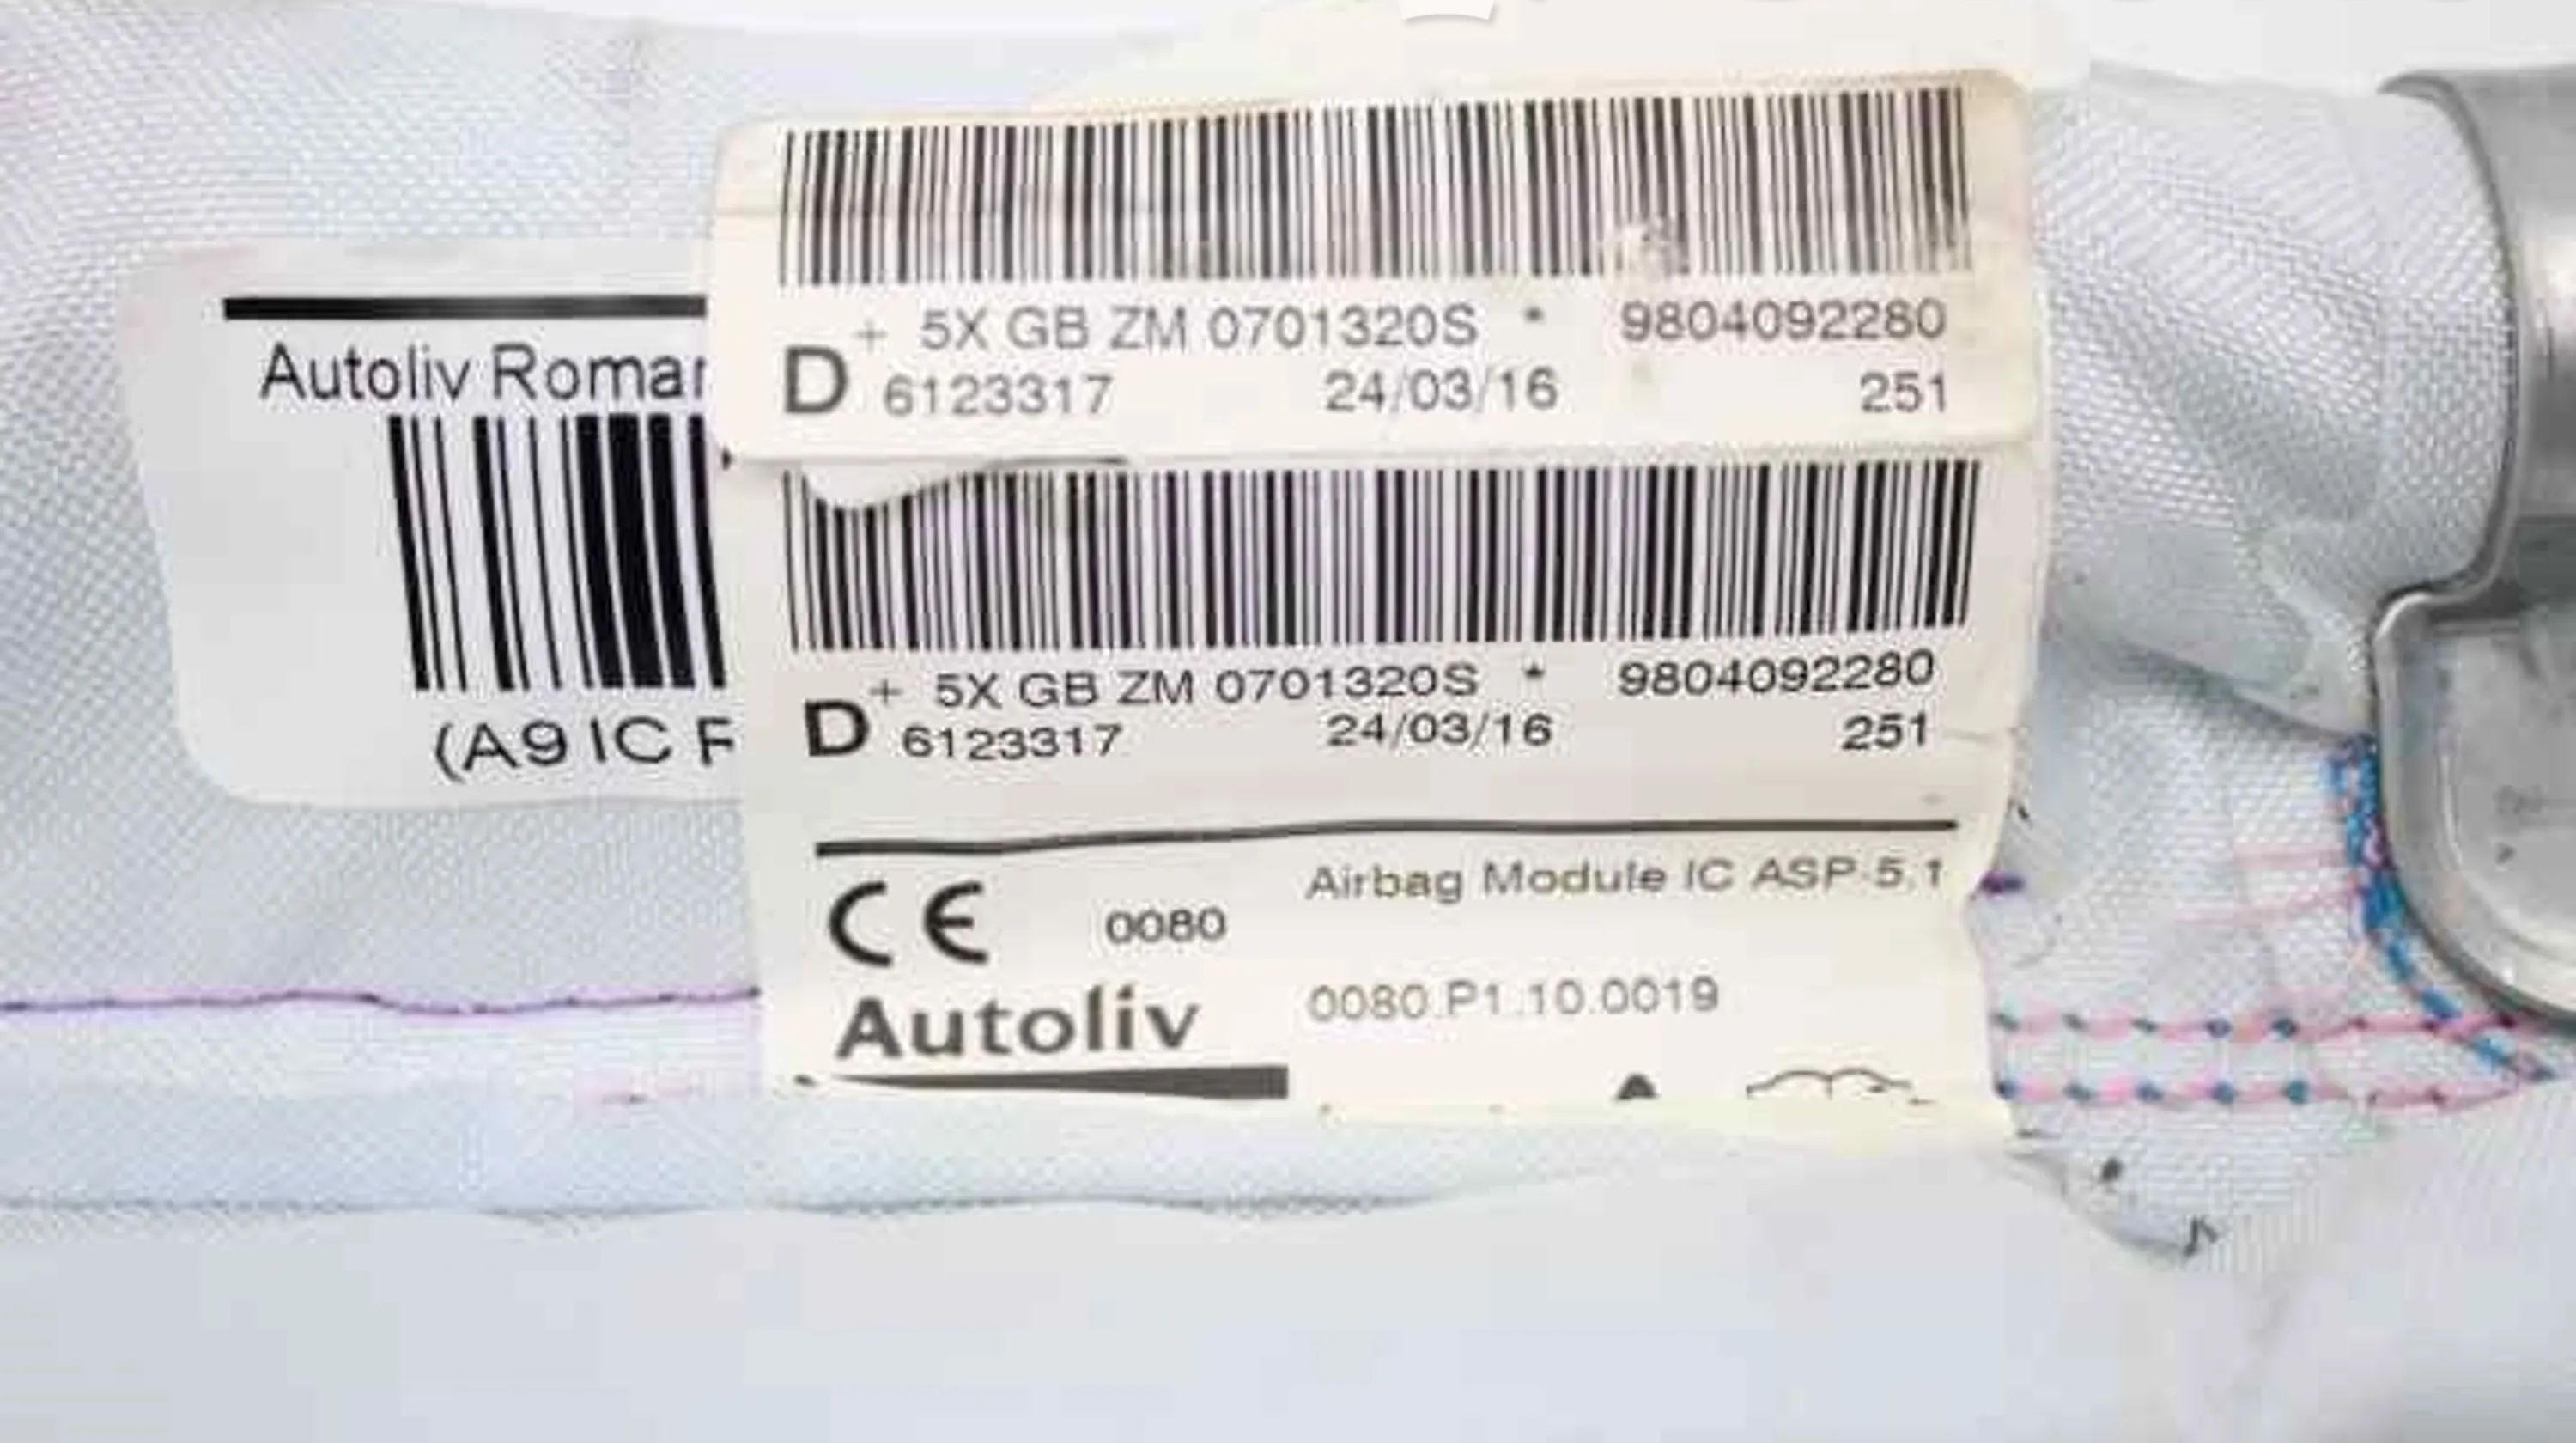 + 5X GB ZM 0701320S * 9804092280
D 6123317 24/03/16 251
Autoliv Roman
(A9 IC F
+ 5X GB ZM 0701320S * 9804092280
D 6123317 24/03/16 251
CE 0080
Airbag Module IC ASP 5.1
0080.P1.10.0019
Autoliv